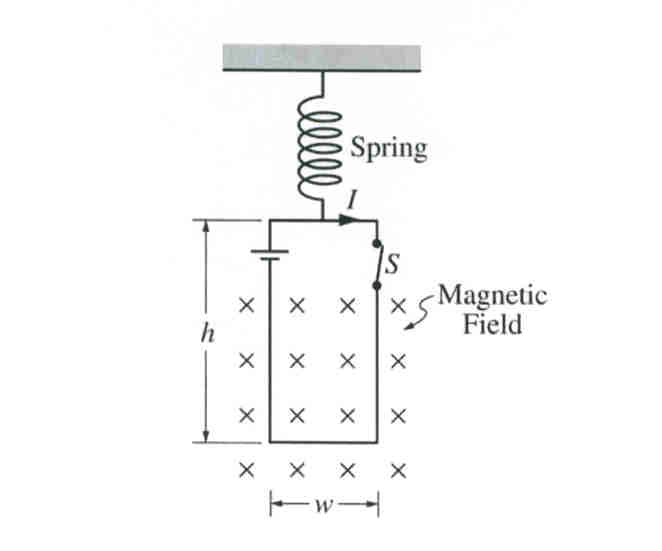 Spring
I
S
Magnetic
Field
h
× × × ×
× × × ×
× × × ×
× × × ×
w